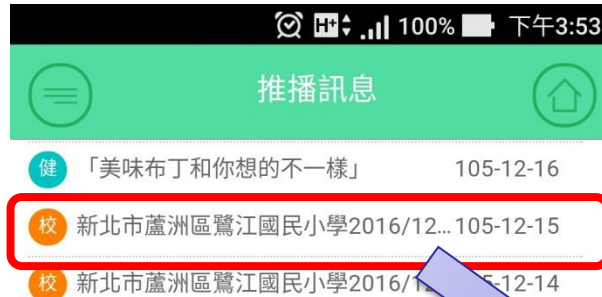 H+ 100% 下午3:53
推播訊息
健 「美味布丁和你想的不一樣」 105-12-16
校 新北市蘆洲區鷺江國民小學2016/12... 105-12-15
校 新北市蘆洲區鷺江國民小學2016/ 5-12-14